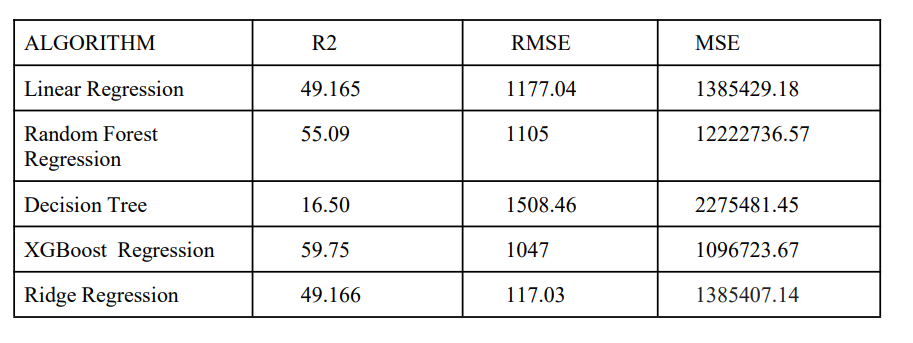 ALGORITHM R2 RMSE MSE
Linear Regression 49.165 1177.04 1385429.18
Random Forest 55.09 1105 12222736.57
Regression
Decision Tree 16.50 1508.46 2275481.45
XGBoost Regression 59.75 1047 1096723.67
Ridge Regression 49.166 117.03 1385407.14